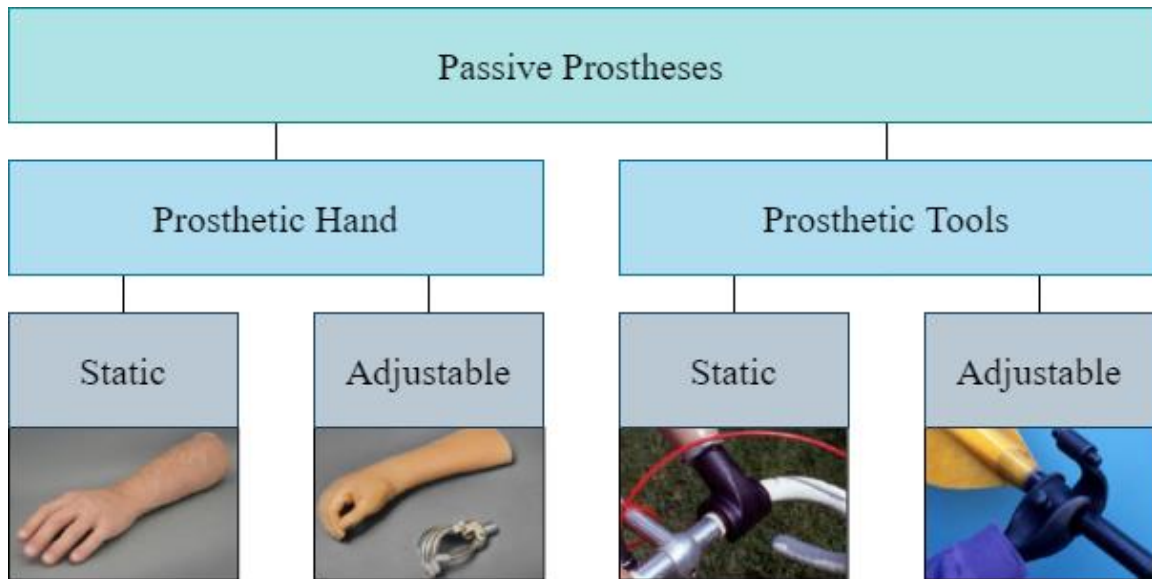 Passive Prostheses
Prosthetic Hand
Prosthetic Tools
Static
Adjustable
Static
Adjustable